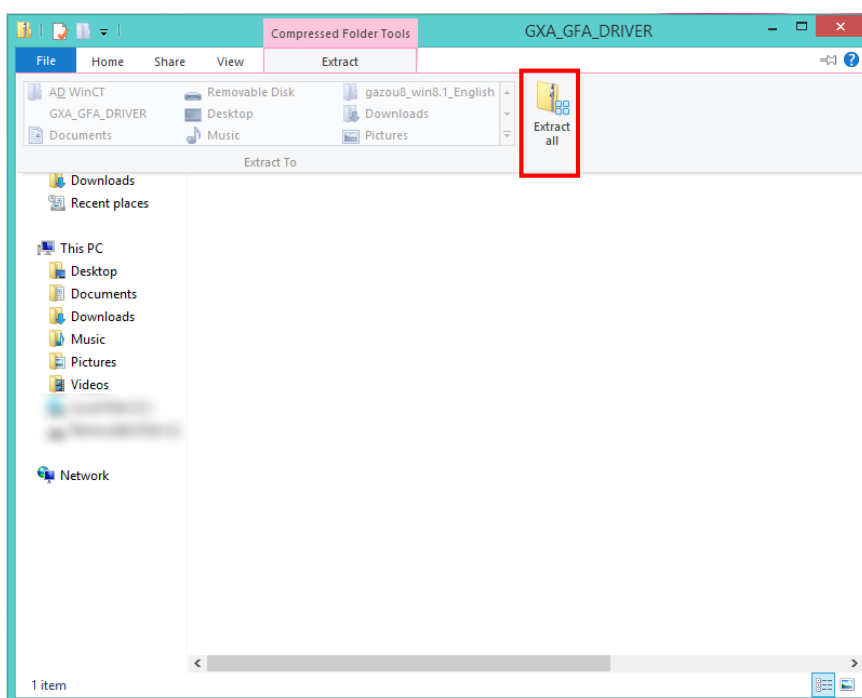 Compressed Folder Tools
GXA_GFA_DRIVER
File
Home
Share
View
Extract
AD WinCT
Removable Disk
gazou8_win8.1_English
GXA_GFA_DRIVER
Desktop
Downloads
Documents
Music
Pictures
Extract To
Extract
all
Downloads
Recent places
This PC
Desktop
Documents
Downloads
Music
Pictures
Videos
Network
1 item